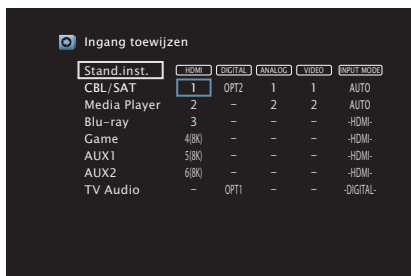 Ingang toewijzen
Stand.inst. HDMI DIGITAL ANALOG VIDEO INPUT MODE
CBL/SAT 1 OPT2 1 1 AUTO
Media Player 2 – 2 2 AUTO
Blu-ray 3 – – – -HDMI-
Game 4(8K) – – – -HDMI-
AUX1 5(8K) – – – -HDMI-
AUX2 6(8K) – – – -HDMI-
TV Audio – OPT1 – – -DIGITAL-